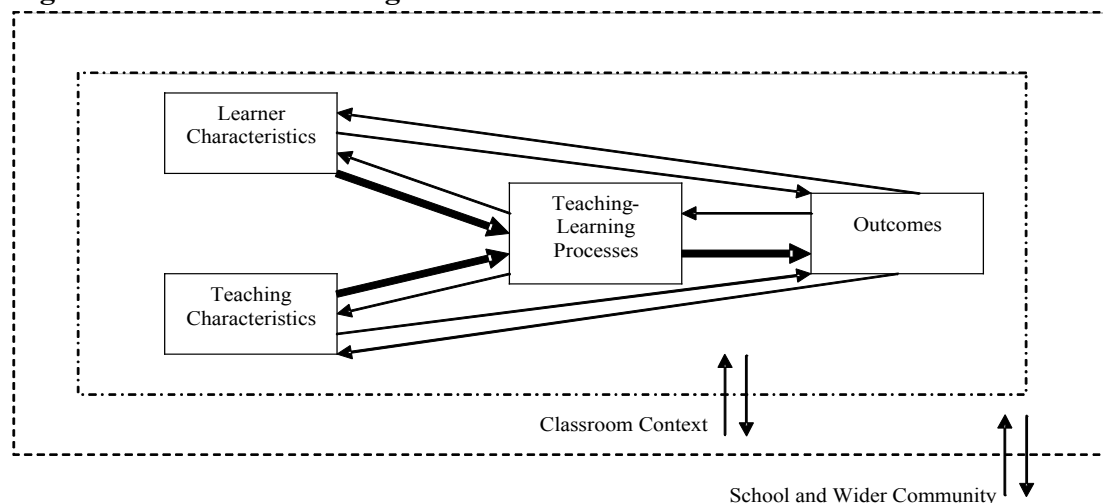 Learner
Characteristics
Teaching-
Learning
Processes
Outcomes
Teaching
Characteristics
Classroom Context
School and Wider Community